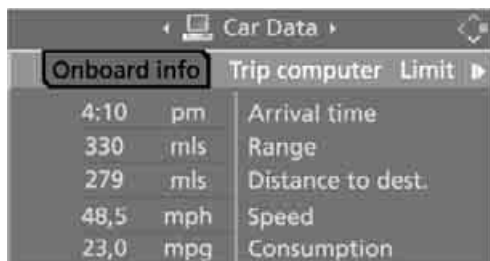 Car Data
Onboard info Trip computer Limit
4:10 pm Arrival time
330 mls Range
279 mls Distance to dest.
48,5 mph Speed
23,0 mpg Consumption